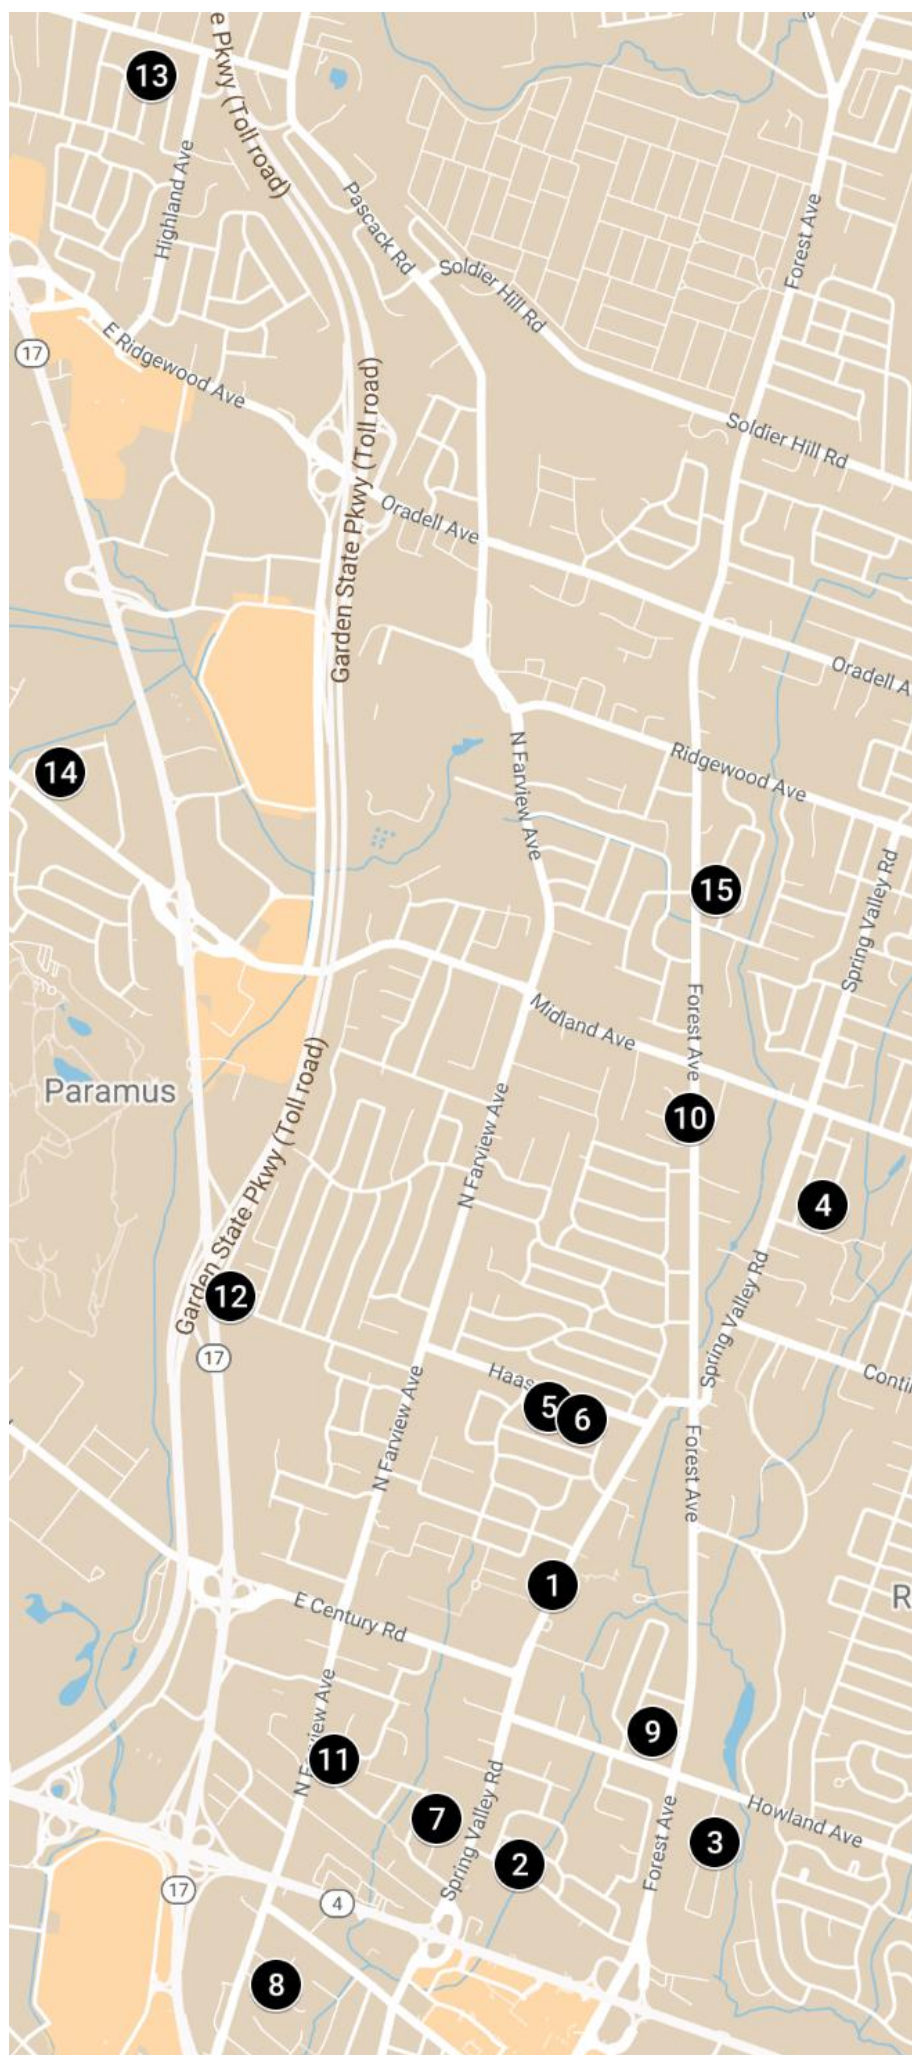 e Pkwy (Toll road)
13
Highland Ave
Pascack Rd
Forest Ave
Soldier Hill Rd
17
E Ridgewood Ave
Garden State Pkwy (Toll road)
Soldier Hill Rd
Oradell Ave
Oradell A
N Farview Ave
Ridgewood Ave
14
15
Spring Valley Rd
Midland Ave
Forest Ave
Paramus
Garden State Pkwy (Toll road)
N Farview Ave
10
4
12
Spring Valley Rd
17
Haas
Conti
N Farview Ave
5
6
Forest Ave
1
R
E Century Rd
N Farview Ave
9
11
Spring Valley Rd
7
Howland Ave
3
2
Forest Ave
17
4
8